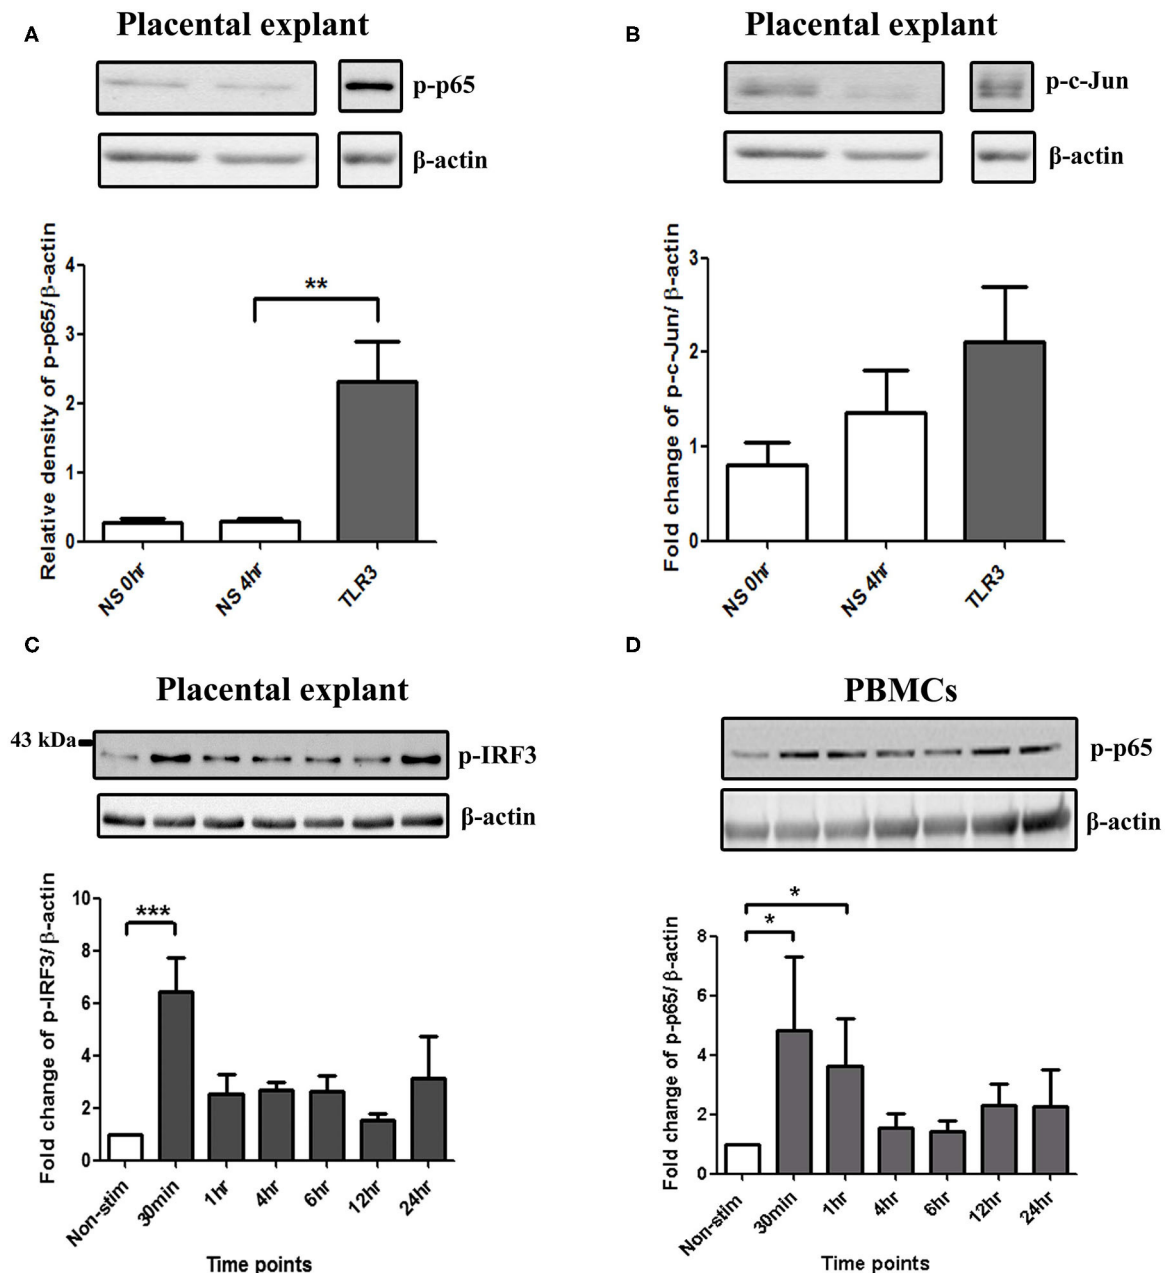 A
Placental explant
p-p65
β-actin
Relative density of p-p65/β-actin
4
3
2
1
0
**
NS 0hr
NS 4hr
TLR3
B
Placental explant
p-c-Jun
β-actin
Fold change of p-c-Jun/ β-actin
3
2
1
0
NS 0hr
NS 4hr
TLR3
C
Placental explant
43 kDa
p-IRF3
β-actin
Fold change of p-IRF3/ β-actin
10
8
6
4
2
0
***
Non-stim
30min
1hr
4hr
6hr
12hr
24hr
Time points
D
PBMCs
p-p65
β-actin
Fold change of p-p65/ β-actin
8
6
4
2
0
*
*
Non-stim
30min
1hr
4hr
6hr
12hr
24hr
Time points